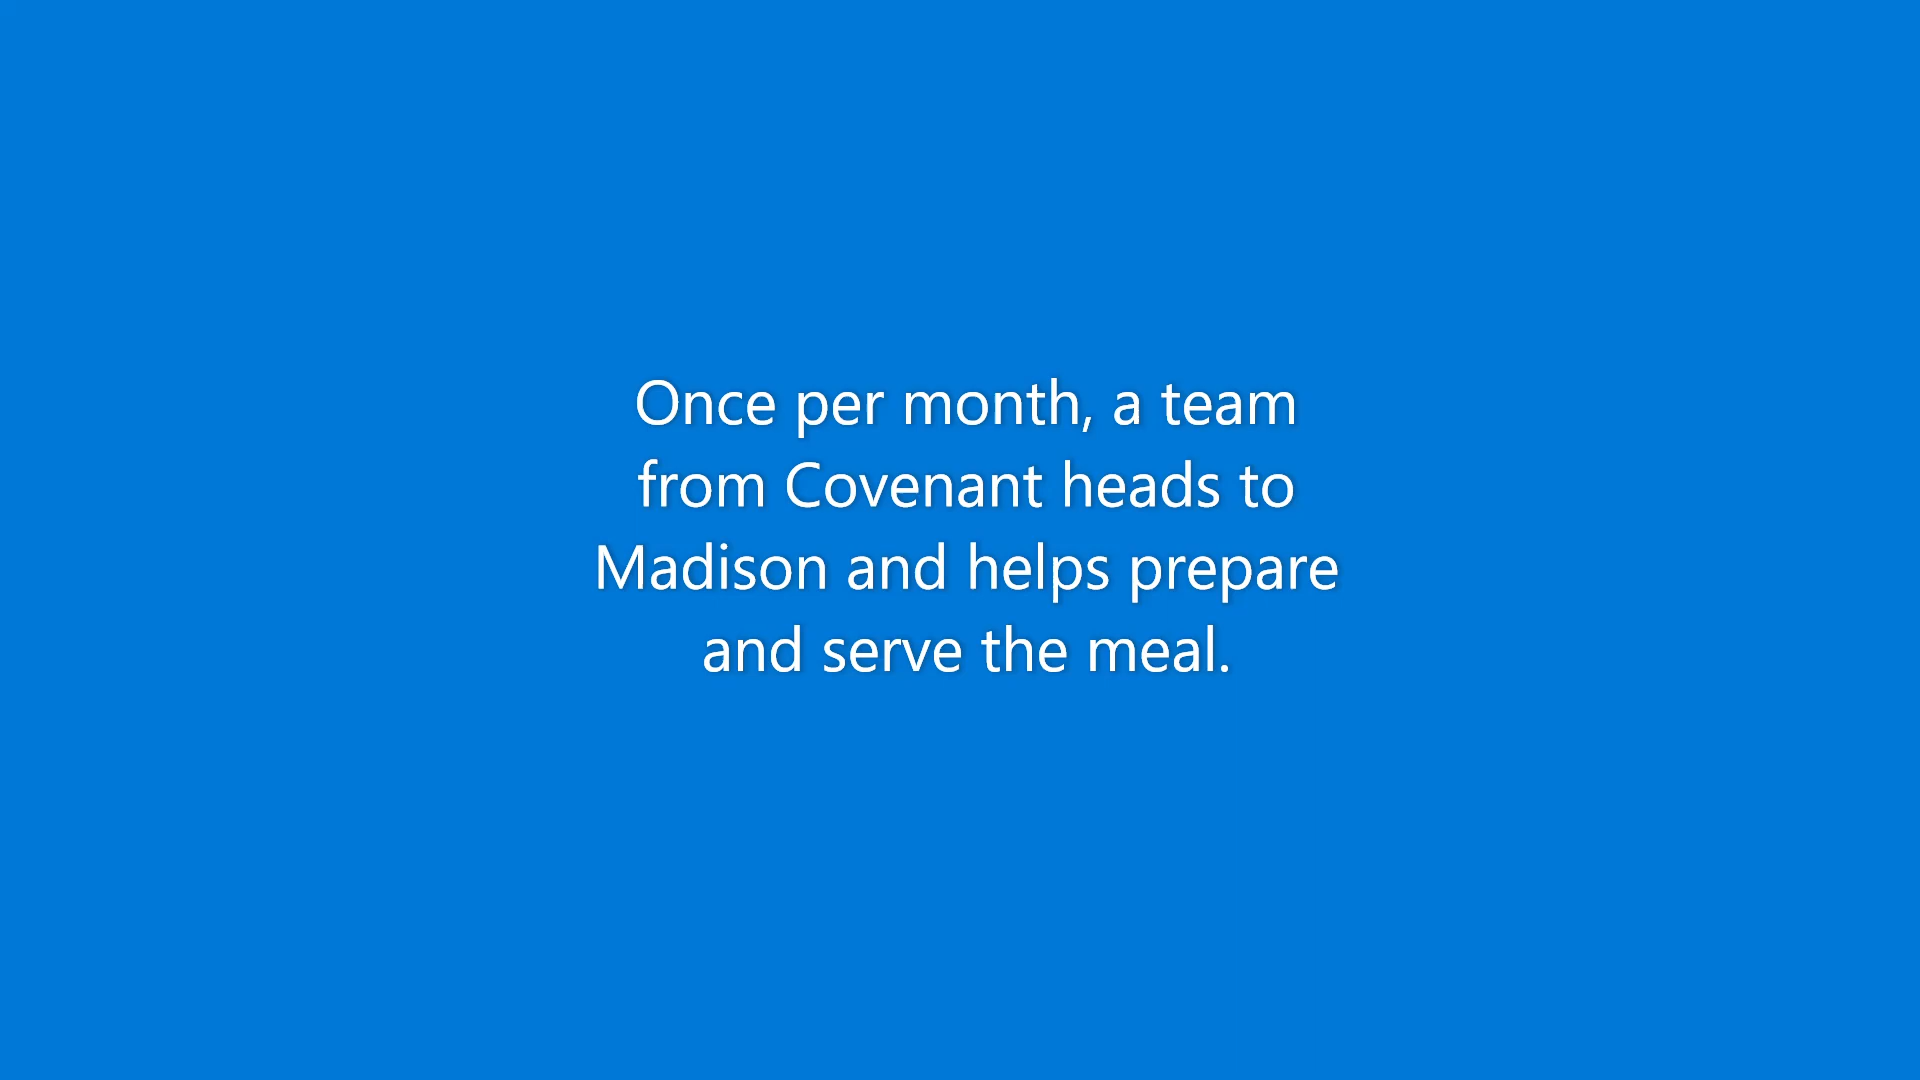 Once per month, a team
from Covenant heads to
Madison and helps prepare
and serve the meal.